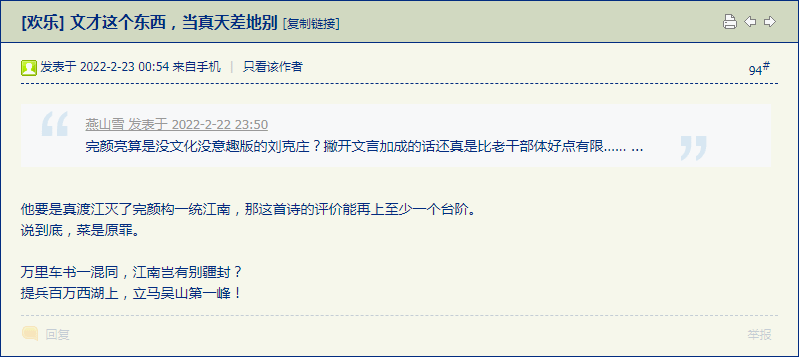 [欢乐] 文才这个东西，当真天差地别 [复制链接]
发表于 2022-2-23 00:54 来自手机 | 只看该作者
94#
燕山雪 发表于 2022-2-22 23:50
完颜亮算是没文化没意趣版的刘克庄？撇开文言加成的话还真是比老干部体好点有限...... ...
他要是真渡江灭了完颜构一统江南，那这首诗的评价能再上至少一个台阶。
说到底，菜是原罪。
万里车书一混同，江南岂有别疆封？
提兵百万西湖上，立马吴山第一峰！
回复
举报